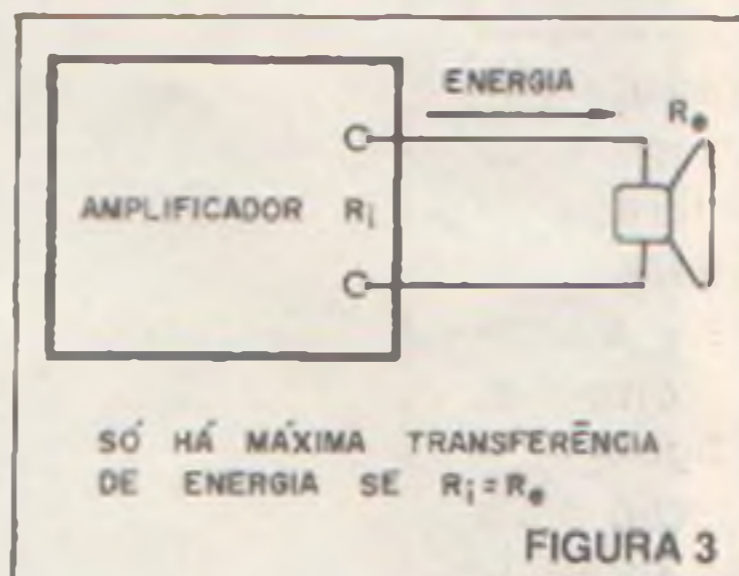 ENERGIA
Re
AMPLIFICADOR Ri
SÓ HÁ MÁXIMA TRANSFERÊNCIA
DE ENERGIA SE Ri = Re
FIGURA 3